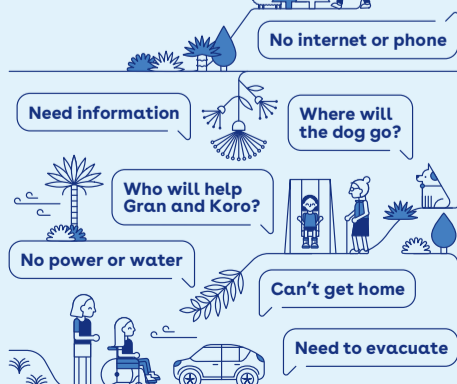 No internet or phone
Need information
Where will
the dog go?
Who will help
Gran and Koro?
No power or water
Can't get home
Need to evacuate